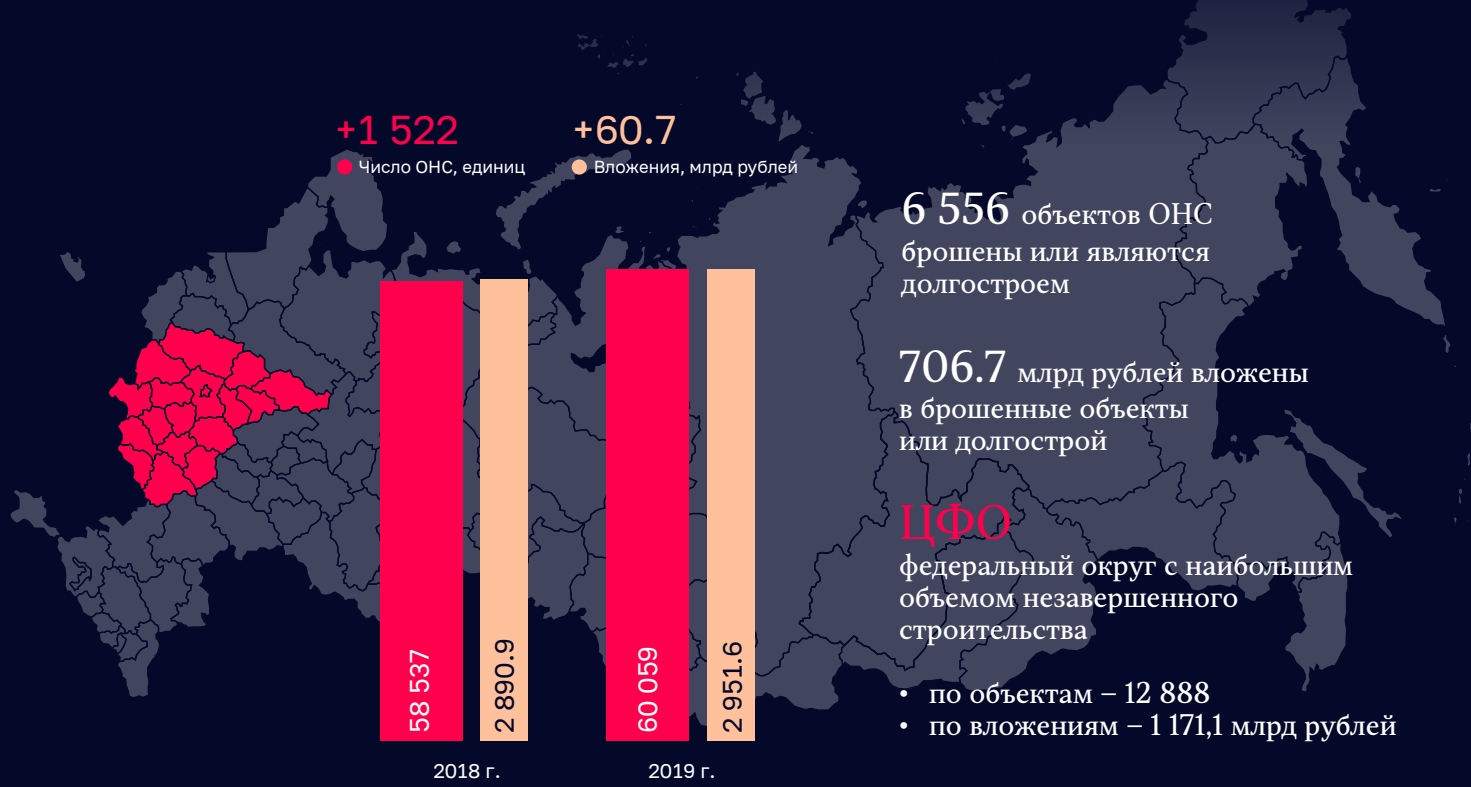 +1 522
Число ОНС, единиц
+60.7
Вложения, млрд рублей
58 537
2 890.9
60 059
2 951.6
2018 г.
2019 г.
6 556 объектов ОНС
брошены или являются
долгостроем
706.7 млрд рублей вложены
в брошенные объекты
или долгострой
ЦФО
федеральный округ с наибольшим
объемом незавершенного
строительства
• по объектам – 12 888
• по вложениям – 1 171,1 млрд рублей